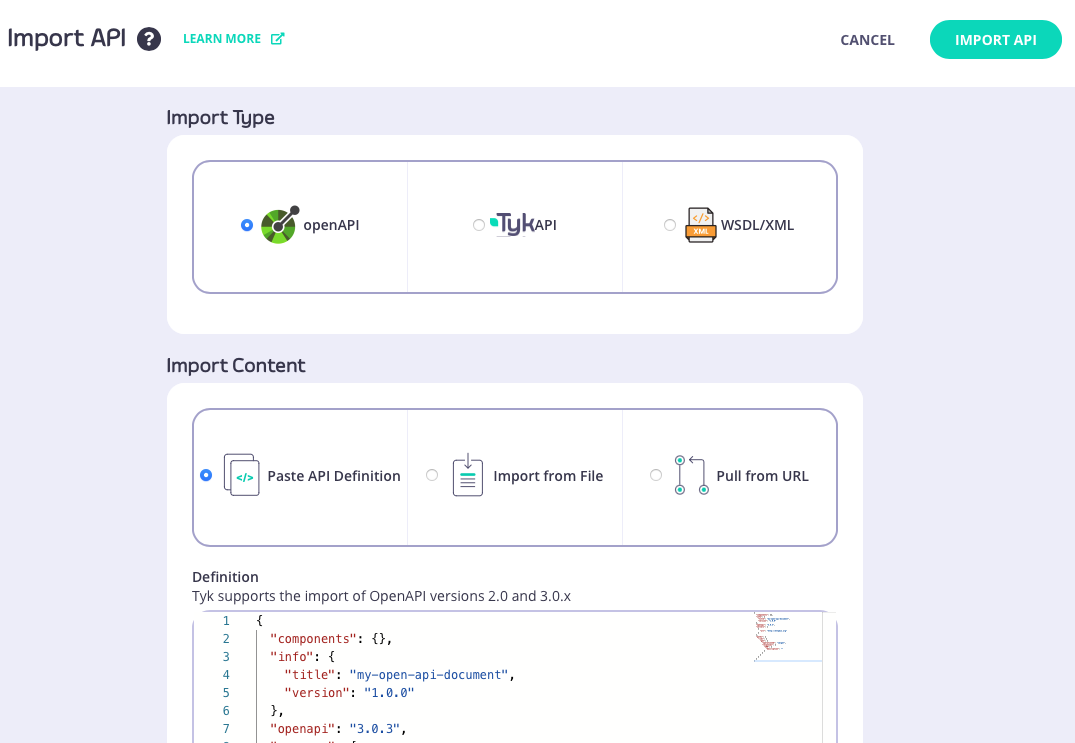 Import API ? LEARN MORE CANCEL IMPORT API
Import Type
openAPI Tyk API </> XML WSDL/XML
Import Content
</> Paste API Definition Import from File Pull from URL
Definition
Tyk supports the import of OpenAPI versions 2.0 and 3.0.x
1 {
2 "components": {},
3 "info": {
4 "title": "my-open-api-document",
5 "version": "1.0.0"
6 },
7 "openapi": "3.0.3",